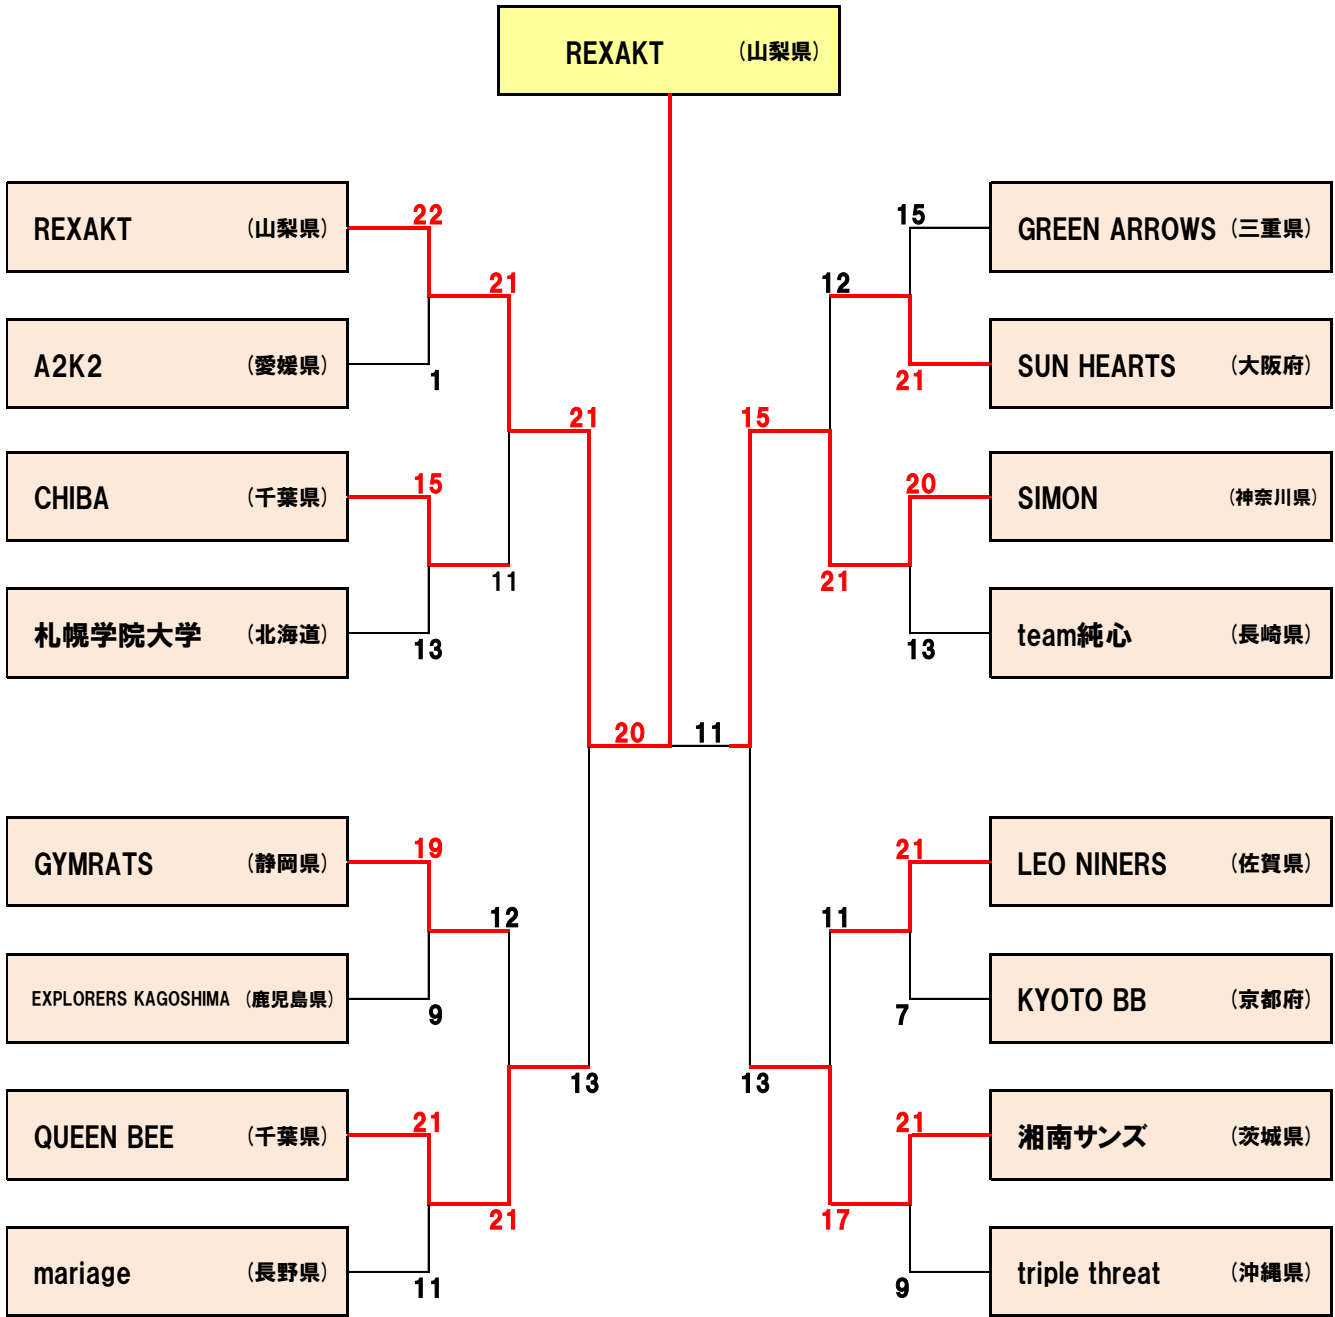 REXAKT (山梨県)
REXAKT (山梨県)
22
21
A2K2 (愛媛県)
1
21
CHIBA (千葉県)
15
11
札幌学院大学 (北海道)
13
20
GYMRATS (静岡県)
19
12
EXPLORERS KAGOSHIMA (鹿児島県)
9
13
QUEEN BEE (千葉県)
21
21
mariage (長野県)
11
15
GREEN ARROWS (三重県)
12
21
SUN HEARTS (大阪府)
15
20
SIMON (神奈川県)
21
13
team純心 (長崎県)
11
21
LEO NINERS (佐賀県)
11
7
KYOTO BB (京都府)
13
21
湘南サンズ (茨城県)
17
9
triple threat (沖縄県)